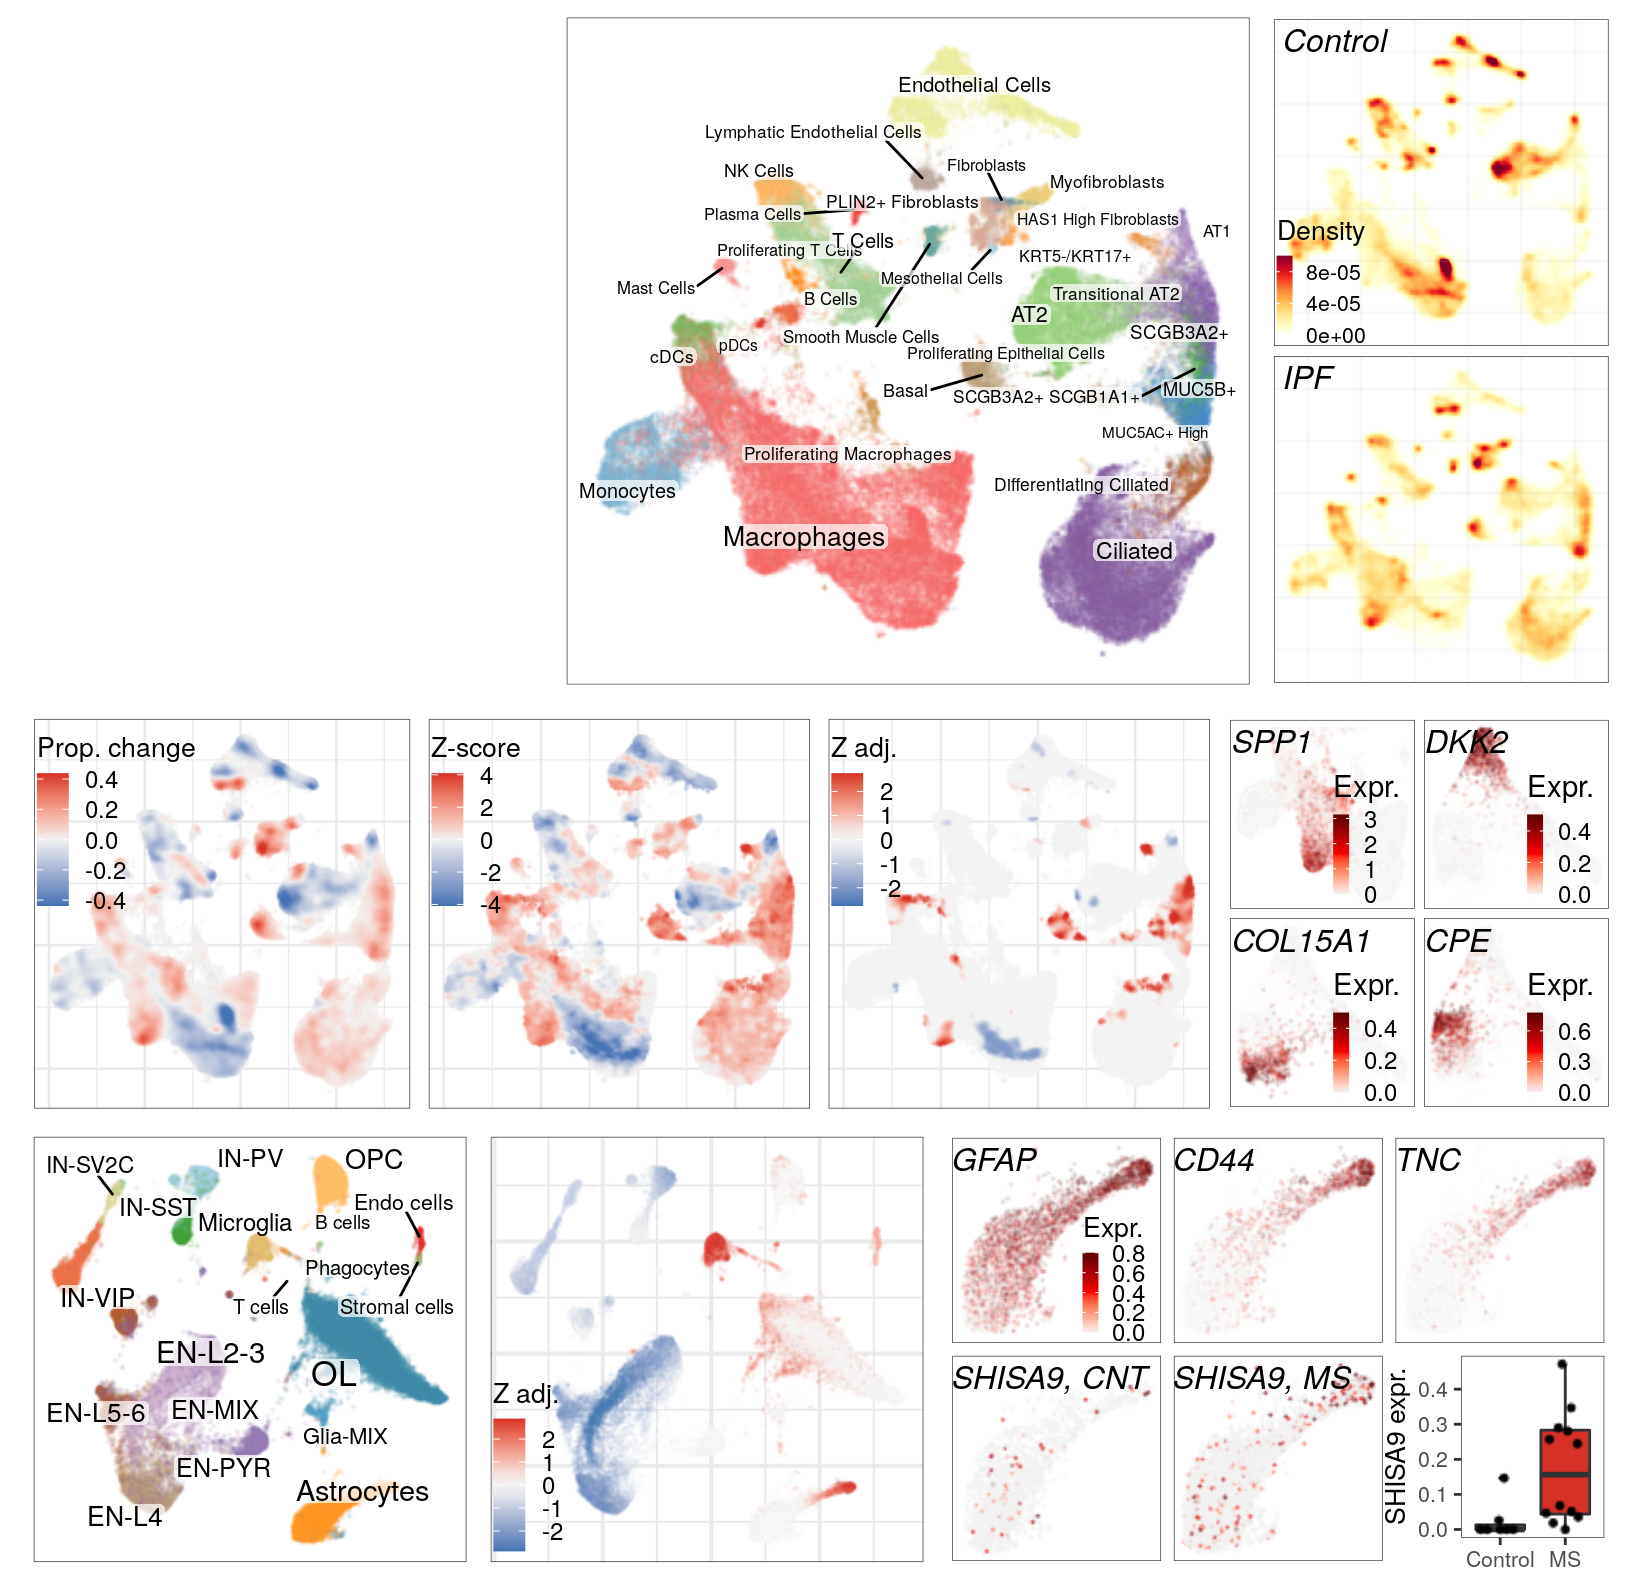 Endothelial Cells
Lymphatic Endothelial Cells
Fibroblasts
NK Cells
Myofibroblasts
PLIN2+ Fibroblasts
Plasma Cells
HAS1 High Fibroblasts
AT1
T Cells
Proliferating T Cells
KRT5-/KRT17+
Mesothelial Cells
Mast Cells
B Cells
Transitional AT2
AT2
SCGB3A2+
Smooth Muscle Cells
pDCs
cDCs
Proliferating Epithelial Cells
Basal
SCGB3A2+ SCGB1A1+
MUC5B+
MUC5AC+ High
Proliferating Macrophages
Monocytes
Differentiating Ciliated
Macrophages
Ciliated
Control
Density
8e-05
4e-05
0e+00
IPF
Prop. change
0.4
0.2
0.0
-0.2
-0.4
Z-score
4
2
0
-2
-4
Z adj.
2
1
0
-1
-2
SPP1
Expr.
3
2
1
0
DKK2
Expr.
0.4
0.2
0.0
COL15A1
Expr.
0.4
0.2
0.0
CPE
Expr.
0.6
0.3
0.0
IN-SV2C
IN-PV
OPC
IN-SST
Endo cells
Microglia
B cells
Phagocytes
IN-VIP
T cells
Stromal cells
EN-L2-3
OL
EN-L5-6
EN-MIX
Glia-MIX
EN-PYR
Astrocytes
EN-L4
Z adj.
2
1
0
-1
-2
GFAP
Expr.
0.8
0.6
0.4
0.2
0.0
CD44
TNC
SHISA9, CNT
SHISA9, MS
SHISA9 expr.
0.4
0.3
0.2
0.1
0.0
Control
MS